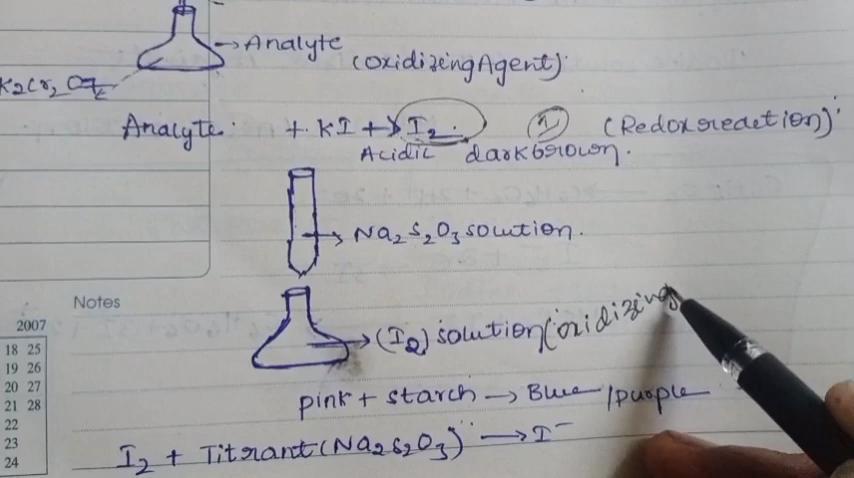 →Analyte
(oxidizingAgent)
K2Cr2O7
Analyte. + KI + → I2. (1) (Redoxreaction)
Acidic darkbrown.
→ Na2S2O3 solution.
Notes
2007
→(I2) solution(oxidizing
18 25
19 26
20 27
21 28
22
23
24
pink + starch → Blue/purple
I2 + Titrant(Na2S2O3) → I-